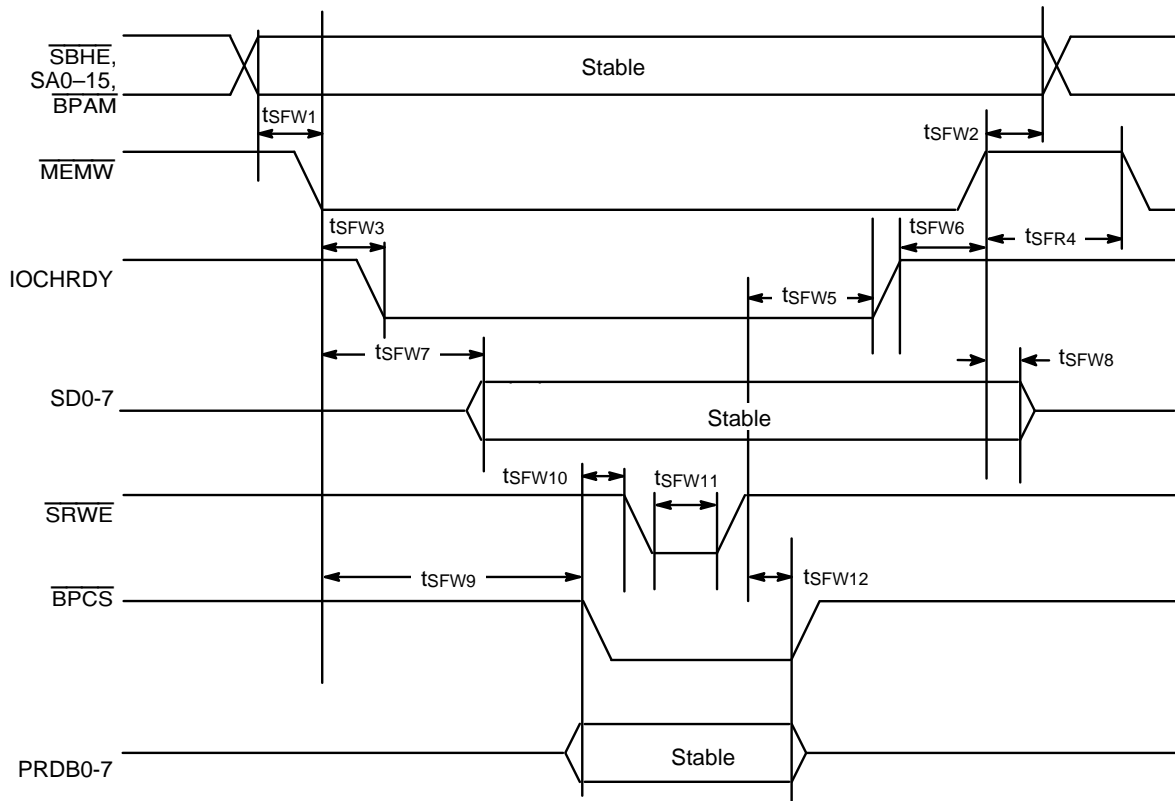 SBHE,
SA0–15,
BPAM
Stable
tSFW1
tSFW2
MEMW
tSFW3
tSFW6
tSFR4
IOCHRDY
tSFW5
tSFW7
tSFW8
SD0-7
Stable
tSFW10
tSFW11
SRWE
tSFW9
tSFW12
BPCS
Stable
PRDB0-7